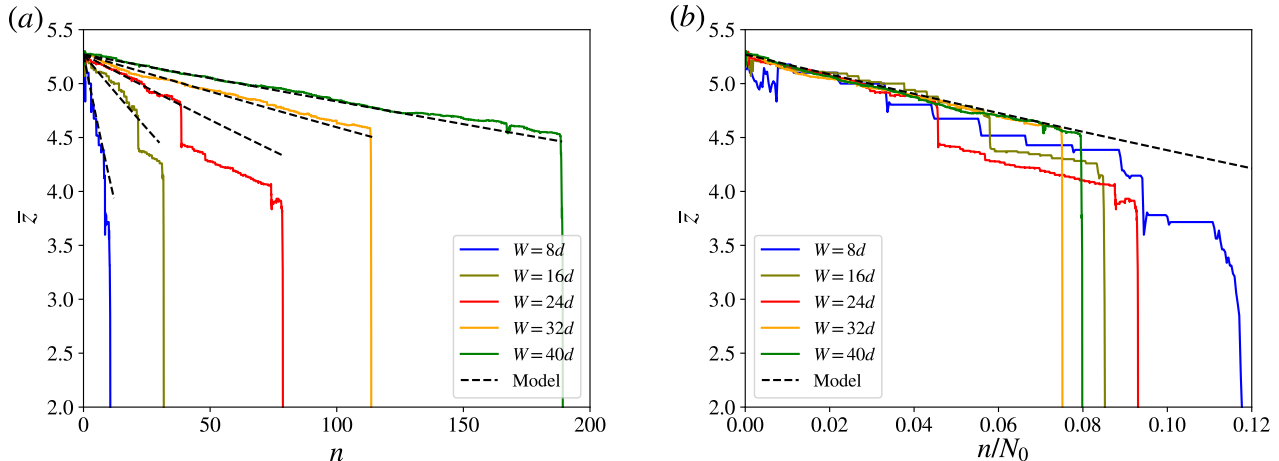 (a)
5.5
5.0
4.5
4.0
3.5
3.0
2.5
2.0
z̅
0 50 100 150 200
n
W = 8d
W = 16d
W = 24d
W = 32d
W = 40d
Model
(b)
5.5
5.0
4.5
4.0
3.5
3.0
2.5
2.0
z̅
0.00 0.02 0.04 0.06 0.08 0.10 0.12
n/N₀
W = 8d
W = 16d
W = 24d
W = 32d
W = 40d
Model